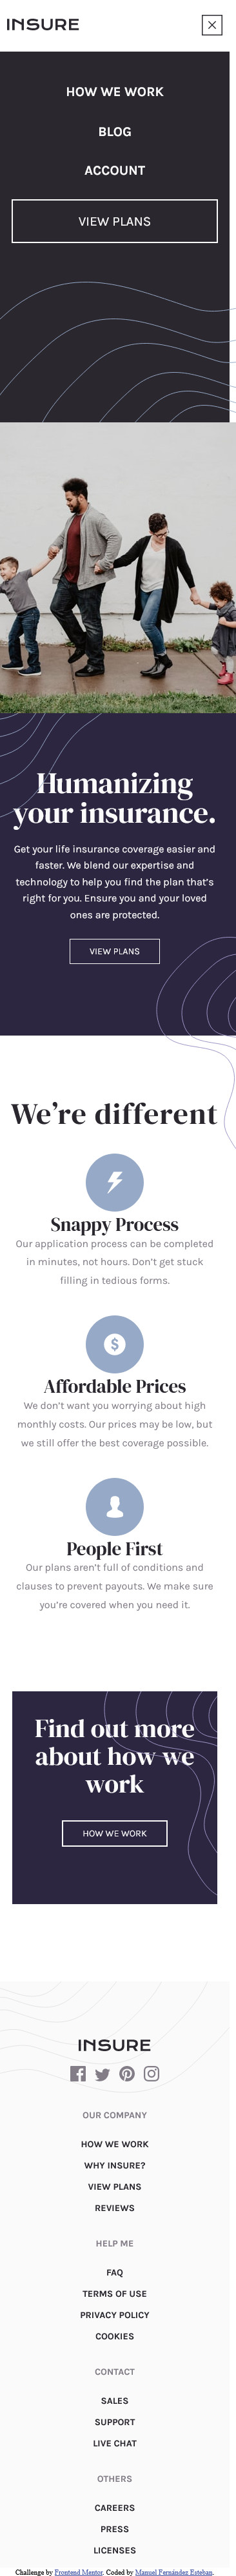 INSURE
HOW WE WORK
BLOG
ACCOUNT
VIEW PLANS
Humanizing
your insurance.
Get your life insurance coverage easier and
faster. We blend our expertise and
technology to help you find the plan that’s
right for you. Ensure you and your loved
ones are protected.
VIEW PLANS
We’re different
Snappy Process
Our application process can be completed
in minutes, not hours. Don’t get stuck
filling in tedious forms.
Affordable Prices
We don’t want you worrying about high
monthly costs. Our prices may be low, but
we still offer the best coverage possible.
People First
Our plans aren’t full of conditions and
clauses to prevent payouts. We make sure
you’re covered when you need it.
Find out more
about how we
work
HOW WE WORK
INSURE
OUR COMPANY
HOW WE WORK
WHY INSURE?
VIEW PLANS
REVIEWS
HELP ME
FAQ
TERMS OF USE
PRIVACY POLICY
COOKIES
CONTACT
SALES
SUPPORT
LIVE CHAT
OTHERS
CAREERS
PRESS
LICENSES
Challenge by Frontend Mentor. Coded by Manuel Fernández Esteban.